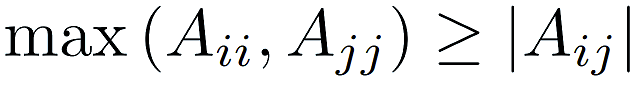 max (A_{ii}, A_{jj}) ≥ |A_{ij}|